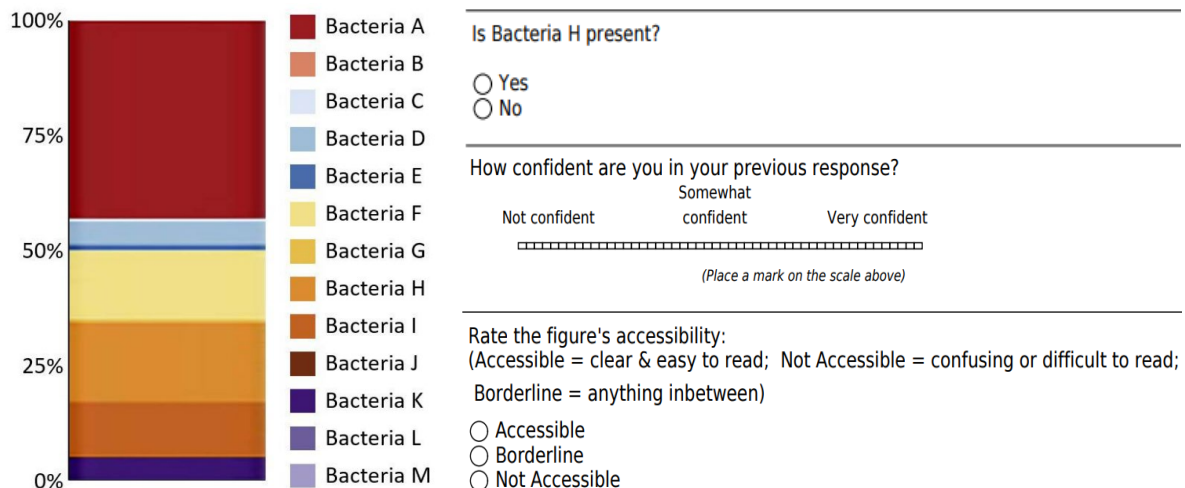 100%
75%
50%
25%
0%
Bacteria A
Bacteria B
Bacteria C
Bacteria D
Bacteria E
Bacteria F
Bacteria G
Bacteria H
Bacteria I
Bacteria J
Bacteria K
Bacteria L
Bacteria M
Is Bacteria H present?
Yes
No
How confident are you in your previous response?
Not confident
Somewhat
confident
Very confident
(Place a mark on the scale above)
Rate the figure's accessibility:
(Accessible = clear & easy to read; Not Accessible = confusing or difficult to read;
Borderline = anything inbetween)
Accessible
Borderline
Not Accessible